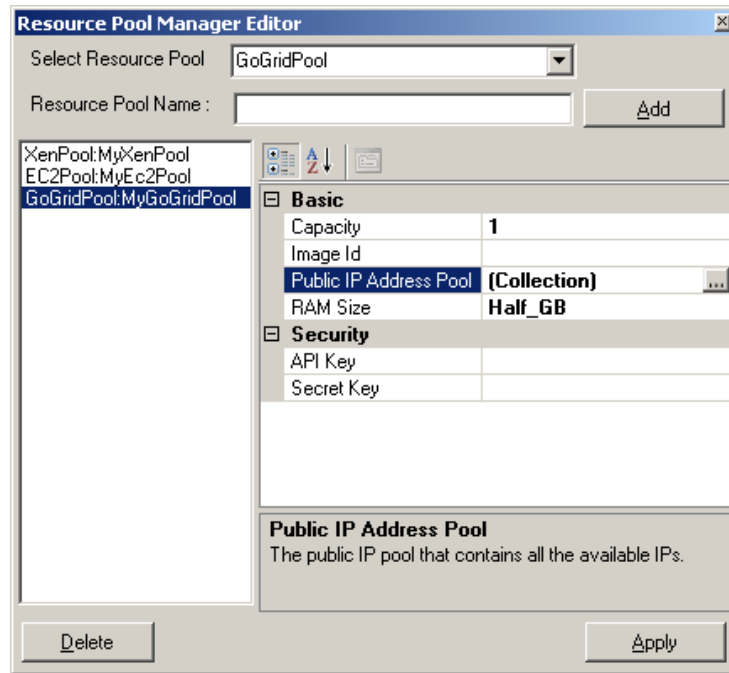 Resource Pool Manager Editor
Select Resource Pool GoGridPool
Resource Pool Name : Add
XenPool:MyXenPool
EC2Pool:MyEc2Pool
GoGridPool:MyGoGridPool
Basic
Capacity 1
Image Id
Public IP Address Pool (Collection) ...
RAM Size Half_GB
Security
API Key
Secret Key
Public IP Address Pool
The public IP pool that contains all the available IPs.
Delete Apply